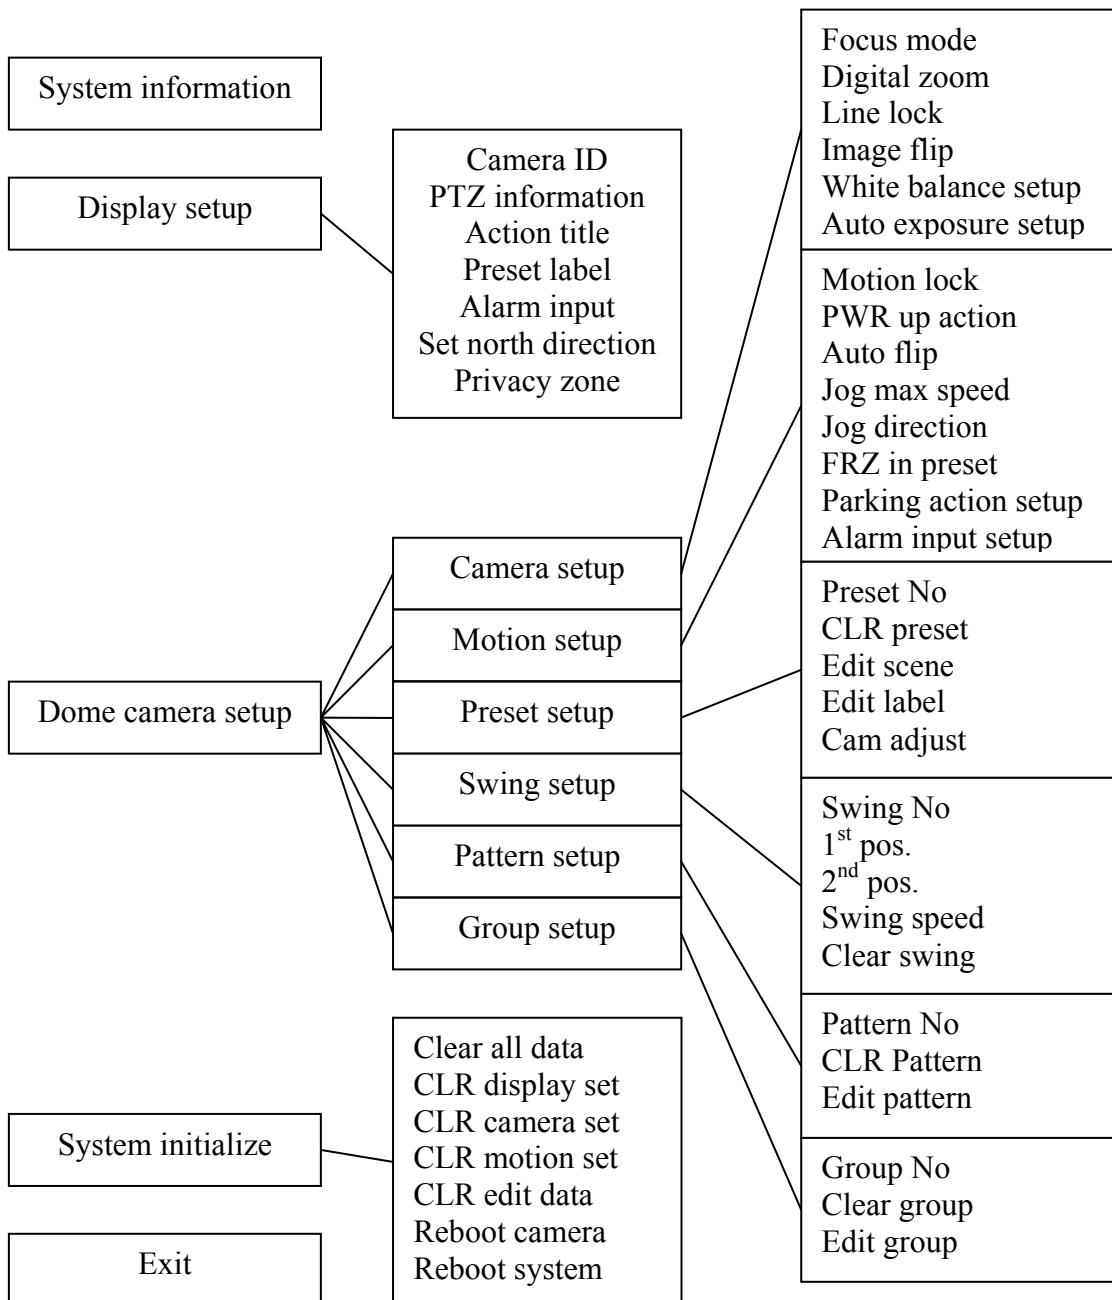 System information
Display setup
Camera ID
PTZ information
Action title
Preset label
Alarm input
Set north direction
Privacy zone
Dome camera setup
Camera setup
Motion setup
Preset setup
Swing setup
Pattern setup
Group setup
Focus mode
Digital zoom
Line lock
Image flip
White balance setup
Auto exposure setup
Motion lock
PWR up action
Auto flip
Jog max speed
Jog direction
FRZ in preset
Parking action setup
Alarm input setup
Preset No
CLR preset
Edit scene
Edit label
Cam adjust
Swing No
1st pos.
2nd pos.
Swing speed
Clear swing
Pattern No
CLR Pattern
Edit pattern
Group No
Clear group
Edit group
System initialize
Clear all data
CLR display set
CLR camera set
CLR motion set
CLR edit data
Reboot camera
Reboot system
Exit